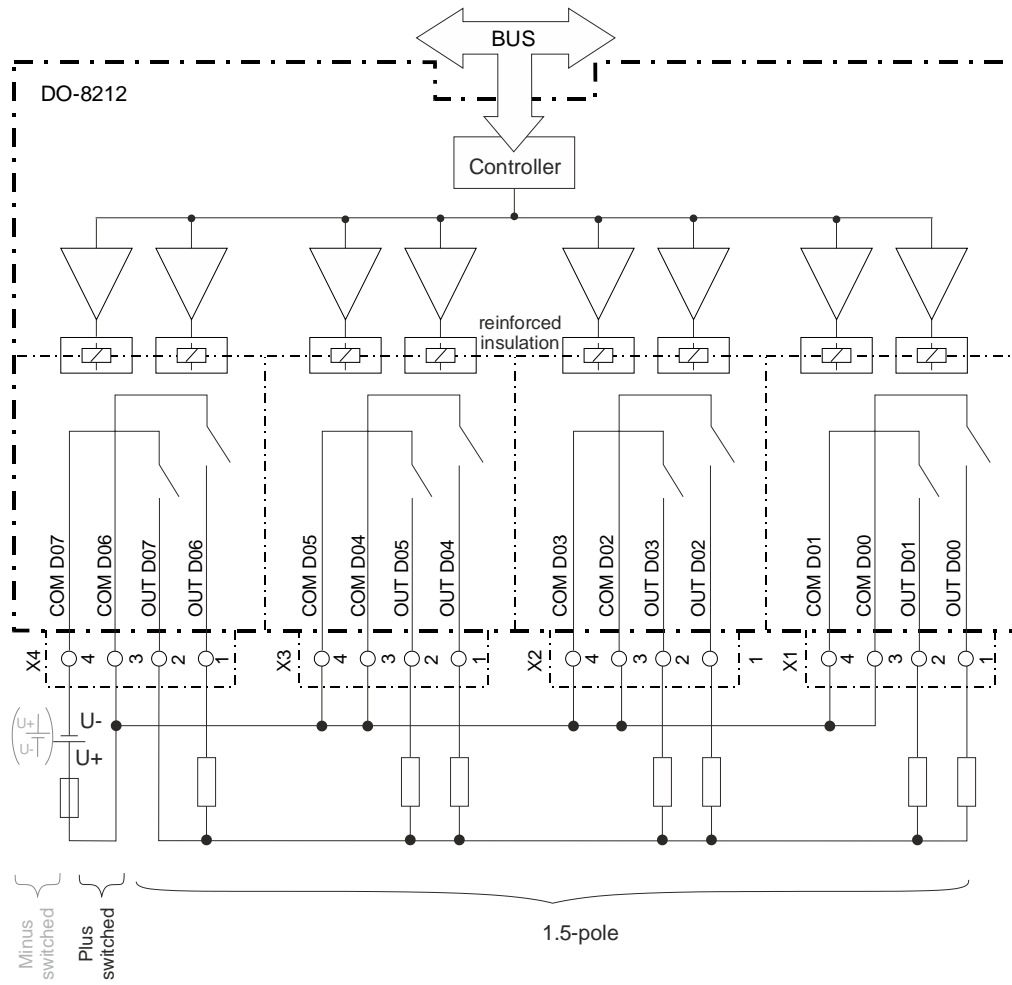 BUS
DO-8212
Controller
reinforced
insulation
COM D07
COM D06
OUT D07
OUT D06
COM D05
COM D04
OUT D05
OUT D04
COM D03
COM D02
OUT D03
OUT D02
COM D01
COM D00
OUT D01
OUT D00
X4
4
3
2
1
X3
4
3
2
1
X2
4
3
2
1
X1
4
3
2
1
U+
U-
U-
U+
Minus
switched
Plus
switched
1.5-pole